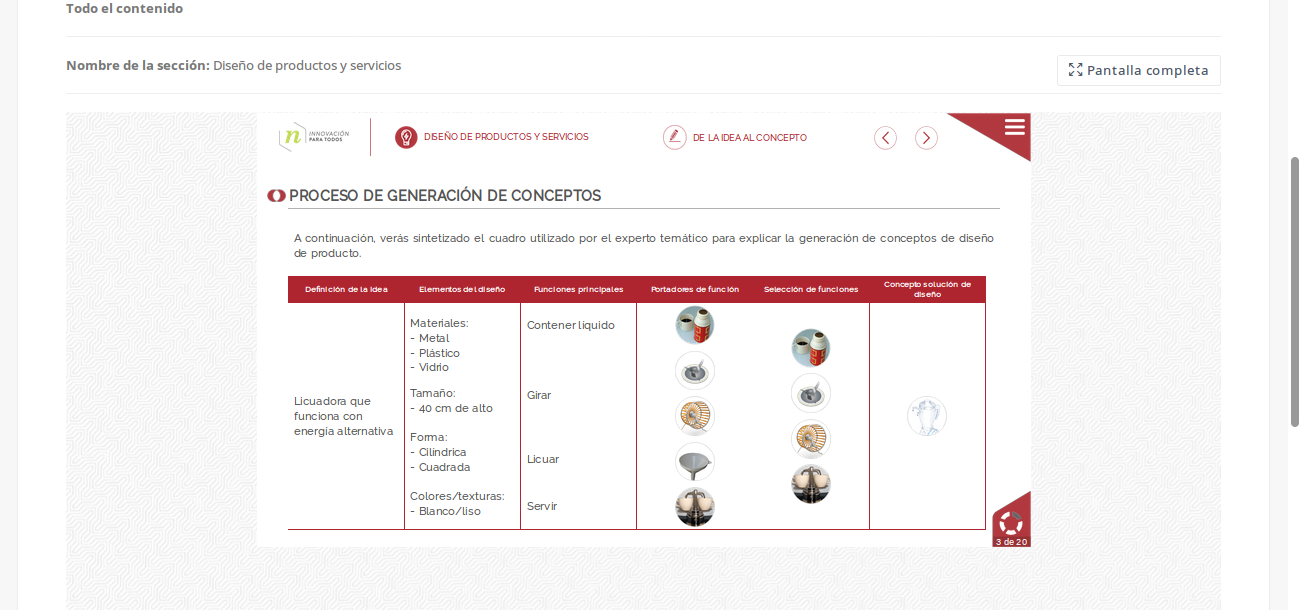 Todo el contenido
Nombre de la sección: Diseño de productos y servicios
Pantalla completa
n INNOVACIÓN
PARA TODOS
DISEÑO DE PRODUCTOS Y SERVICIOS
DE LA IDEA AL CONCEPTO
PROCESO DE GENERACIÓN DE CONCEPTOS
A continuación, verás sintetizado el cuadro utilizado por el experto temático para explicar la generación de conceptos de diseño
de producto.
Definición de la idea
Elementos del diseño
Funciones principales
Portadores de función
Selección de funciones
Concepto solución de
diseño
Licuadora que
funciona con
energía alternativa
Materiales:
- Metal
- Plástico
- Vidrio
Tamaño:
- 40 cm de alto
Forma:
- Cilíndrica
- Cuadrada
Colores/texturas:
- Blanco/liso
Contener líquido
Girar
Licuar
Servir
3 de 20